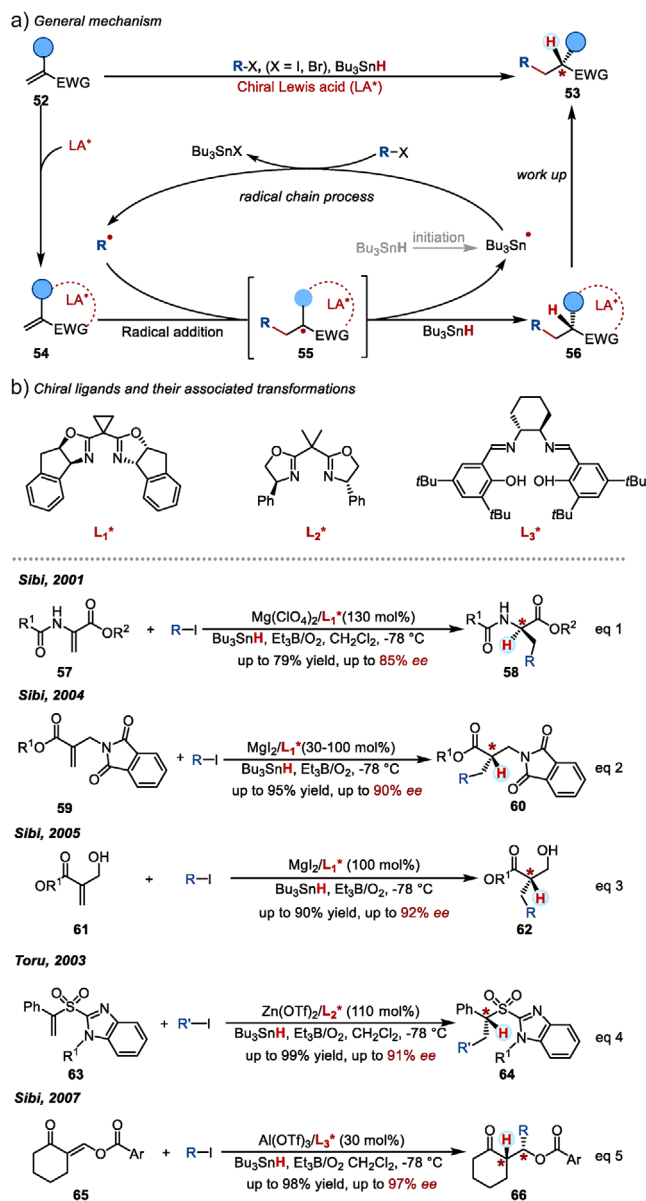 a) General mechanism
R-X, (X = I, Br), Bu3SnH
Chiral Lewis acid (LA*)
EWG
52
H
R
*
EWG
53
LA*
Bu3SnX
R–X
radical chain process
work up
R•
Bu3SnH
initiation
Bu3Sn•
LA*
EWG
54
Radical addition
R
LA*
EWG
55
Bu3SnH
H
LA*
R
EWG
56
b) Chiral ligands and their associated transformations
O O
N N
L1*
O O
N N
Ph Ph
L2*
N N
tBu OH HO tBu
tBu tBu
L3*
Sibi, 2001
R1 H N O
O OR2
57
+ R–I
Mg(ClO4)2/L1* (130 mol%)
Bu3SnH, Et3B/O2, CH2Cl2, -78 °C
up to 79% yield, up to 85% ee
R1 H N * O
O H OR2
R
58
eq 1
Sibi, 2004
O O
R1O N
O
59
+ R–I
MgI2/L1* (30-100 mol%)
Bu3SnH, Et3B/O2, -78 °C
up to 95% yield, up to 90% ee
O * O
R1O N
R H O
60
eq 2
Sibi, 2005
O OH
OR1
61
+ R–I
MgI2/L1* (100 mol%)
Bu3SnH, Et3B/O2, -78 °C
up to 90% yield, up to 92% ee
O OH
OR1 *
H
R
62
eq 3
Toru, 2003
O O
Ph S N
N
R1
63
+ R'–I
Zn(OTf)2/L2* (110 mol%)
Bu3SnH, Et3B/O2, CH2Cl2, -78 °C
up to 99% yield, up to 91% ee
O O
Ph * S N
H N
R' R1
64
eq 4
Sibi, 2007
O O
O Ar
65
+ R–I
Al(OTf)3/L3* (30 mol%)
Bu3SnH, Et3B/O2 CH2Cl2, -78 °C
up to 98% yield, up to 97% ee
O H R O
* * O Ar
66
eq 5